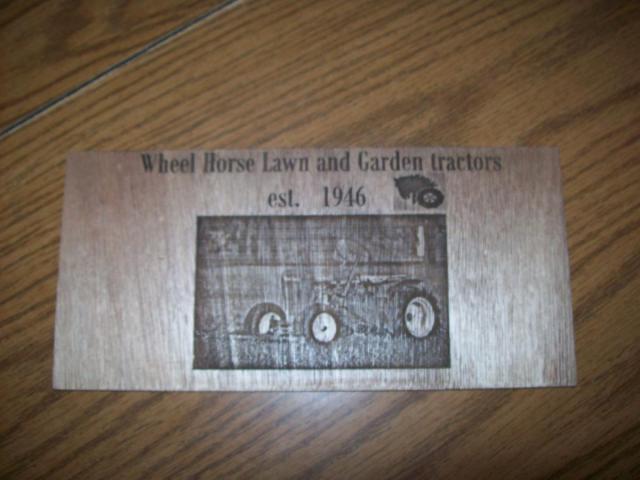 Wheel Horse Lawn and Garden tractors
est. 1946